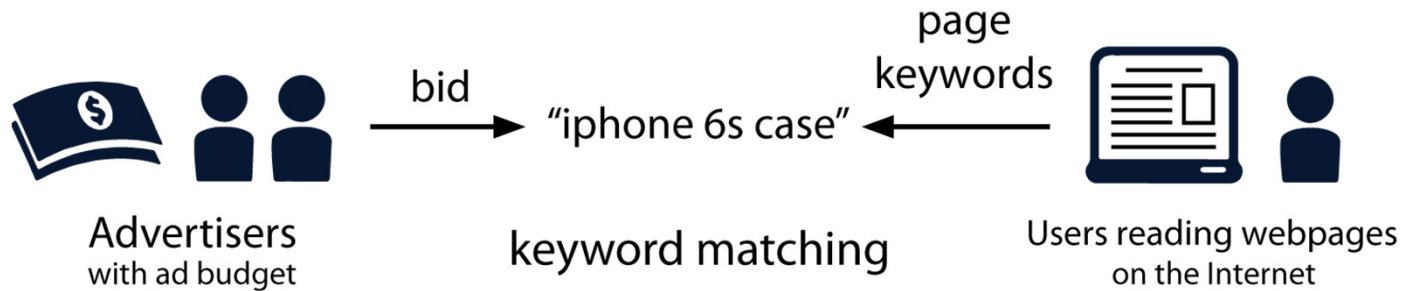 bid
“iphone 6s case”
page
keywords
Advertisers
with ad budget
keyword matching
Users reading webpages
on the Internet
$